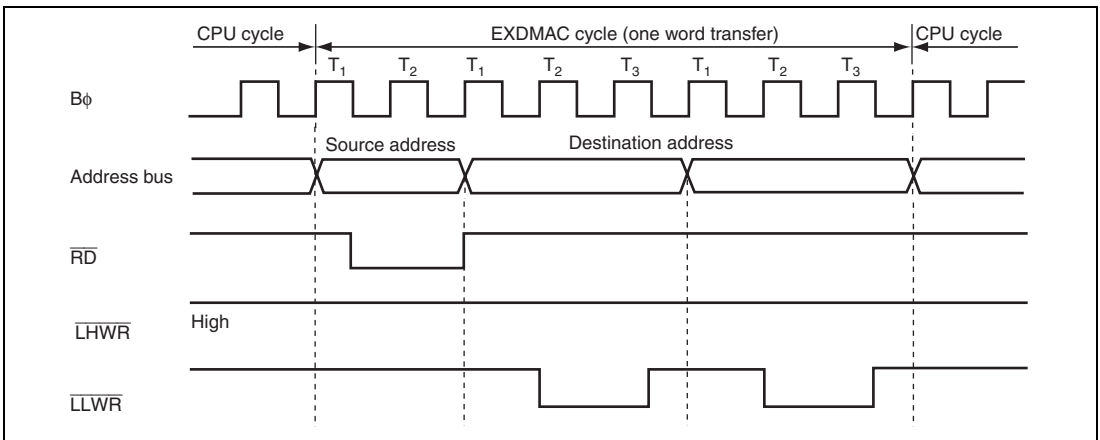 CPU cycle EXDMAC cycle (one word transfer) CPU cycle
T1 T2 T1 T2 T3 T1 T2 T3
Bϕ
Source address Destination address
Address bus
RD
High
LHWR
LLWR